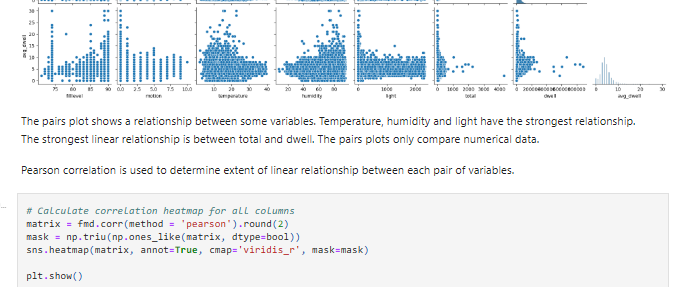 30
25
20
15
10
5
0
avg_dwell
75 80 85 90 0.0 2.5 5.0 7.5 10.0 10 20 30 40 20 40 60 80 0 1000 2000 0 1000 2000 3000 4000 0 0 10 20 30
filllevel motion temperature humidity light total dwell avg_dwell
The pairs plot shows a relationship between some variables. Temperature, humidity and light have the strongest relationship.
The strongest linear relationship is between total and dwell. The pairs plots only compare numerical data.
Pearson correlation is used to determine extent of linear relationship between each pair of variables.
# Calculate correlation heatmap for all columns
matrix = fmd.corr(method = 'pearson').round(2)
mask = np.triu(np.ones_like(matrix, dtype=bool))
sns.heatmap(matrix, annot=True, cmap='viridis_r', mask=mask)
plt.show()